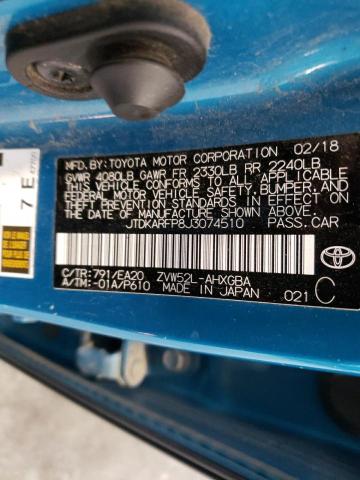 MFD.BY:TOYOTA MOTOR CORPORATION 02/18
GVWR 4080LB GAWR FR 2330LB RR 2240LB
THIS VEHICLE CONFORMS TO ALL APPLICABLE
FEDERAL MOTOR VEHICLE SAFETY, BUMPER, AND
THEFT PREVENTION STANDARDS IN EFFECT ON
THE DATE OF MANUFACTURE SHOWN ABOVE.
JTDKARFP8J3074510 PASS.CAR
C/TR:791/EA20 ZVW52L-AHXGBA
A/TM:-01A/P610 MADE IN JAPAN 021 C
TOYOTA
7 E